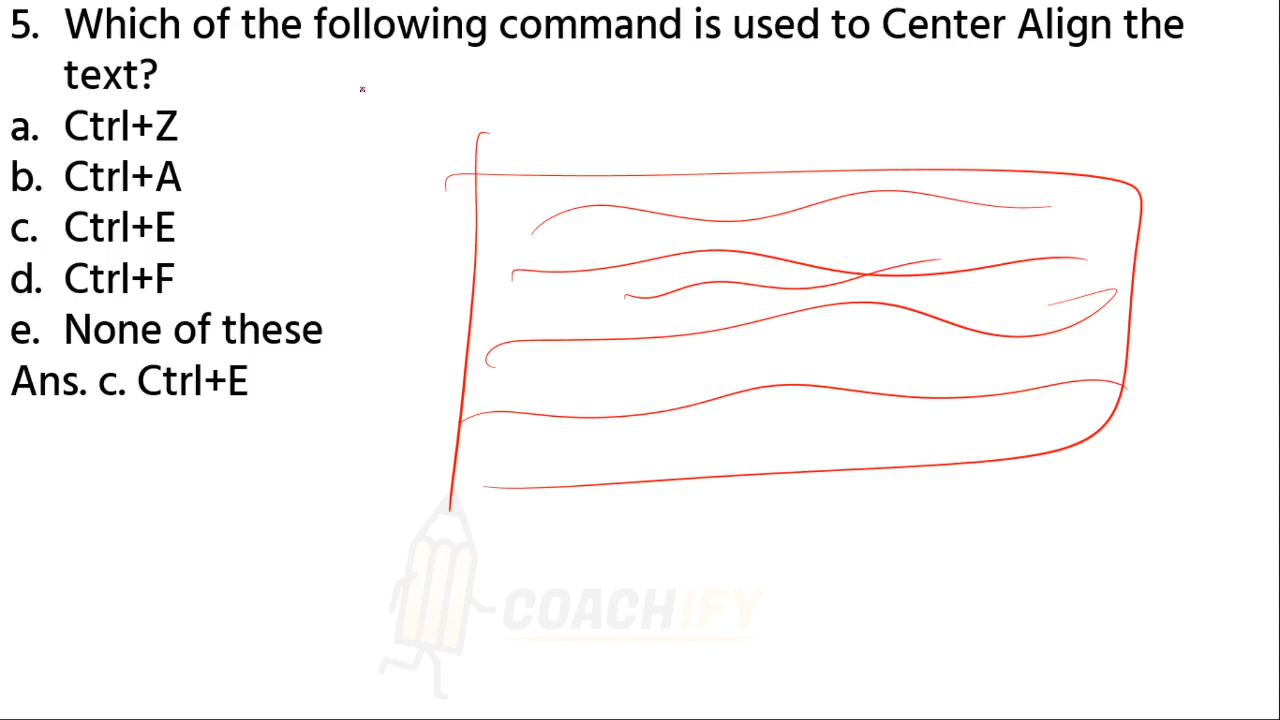 5. Which of the following command is used to Center Align the
text?
a. Ctrl+Z
b. Ctrl+A
c. Ctrl+E
d. Ctrl+F
e. None of these
Ans. c. Ctrl+E
COACHIFY